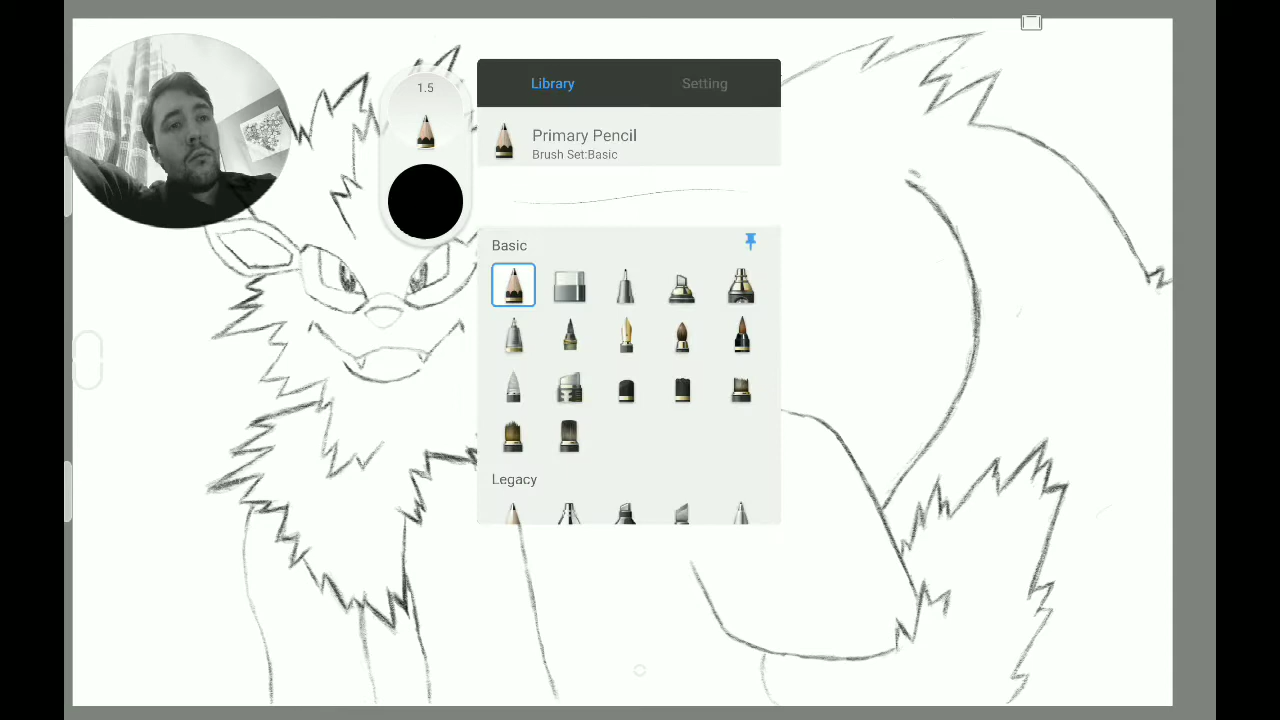 1.5
Library Setting
Primary Pencil
Brush Set:Basic
Basic
Legacy